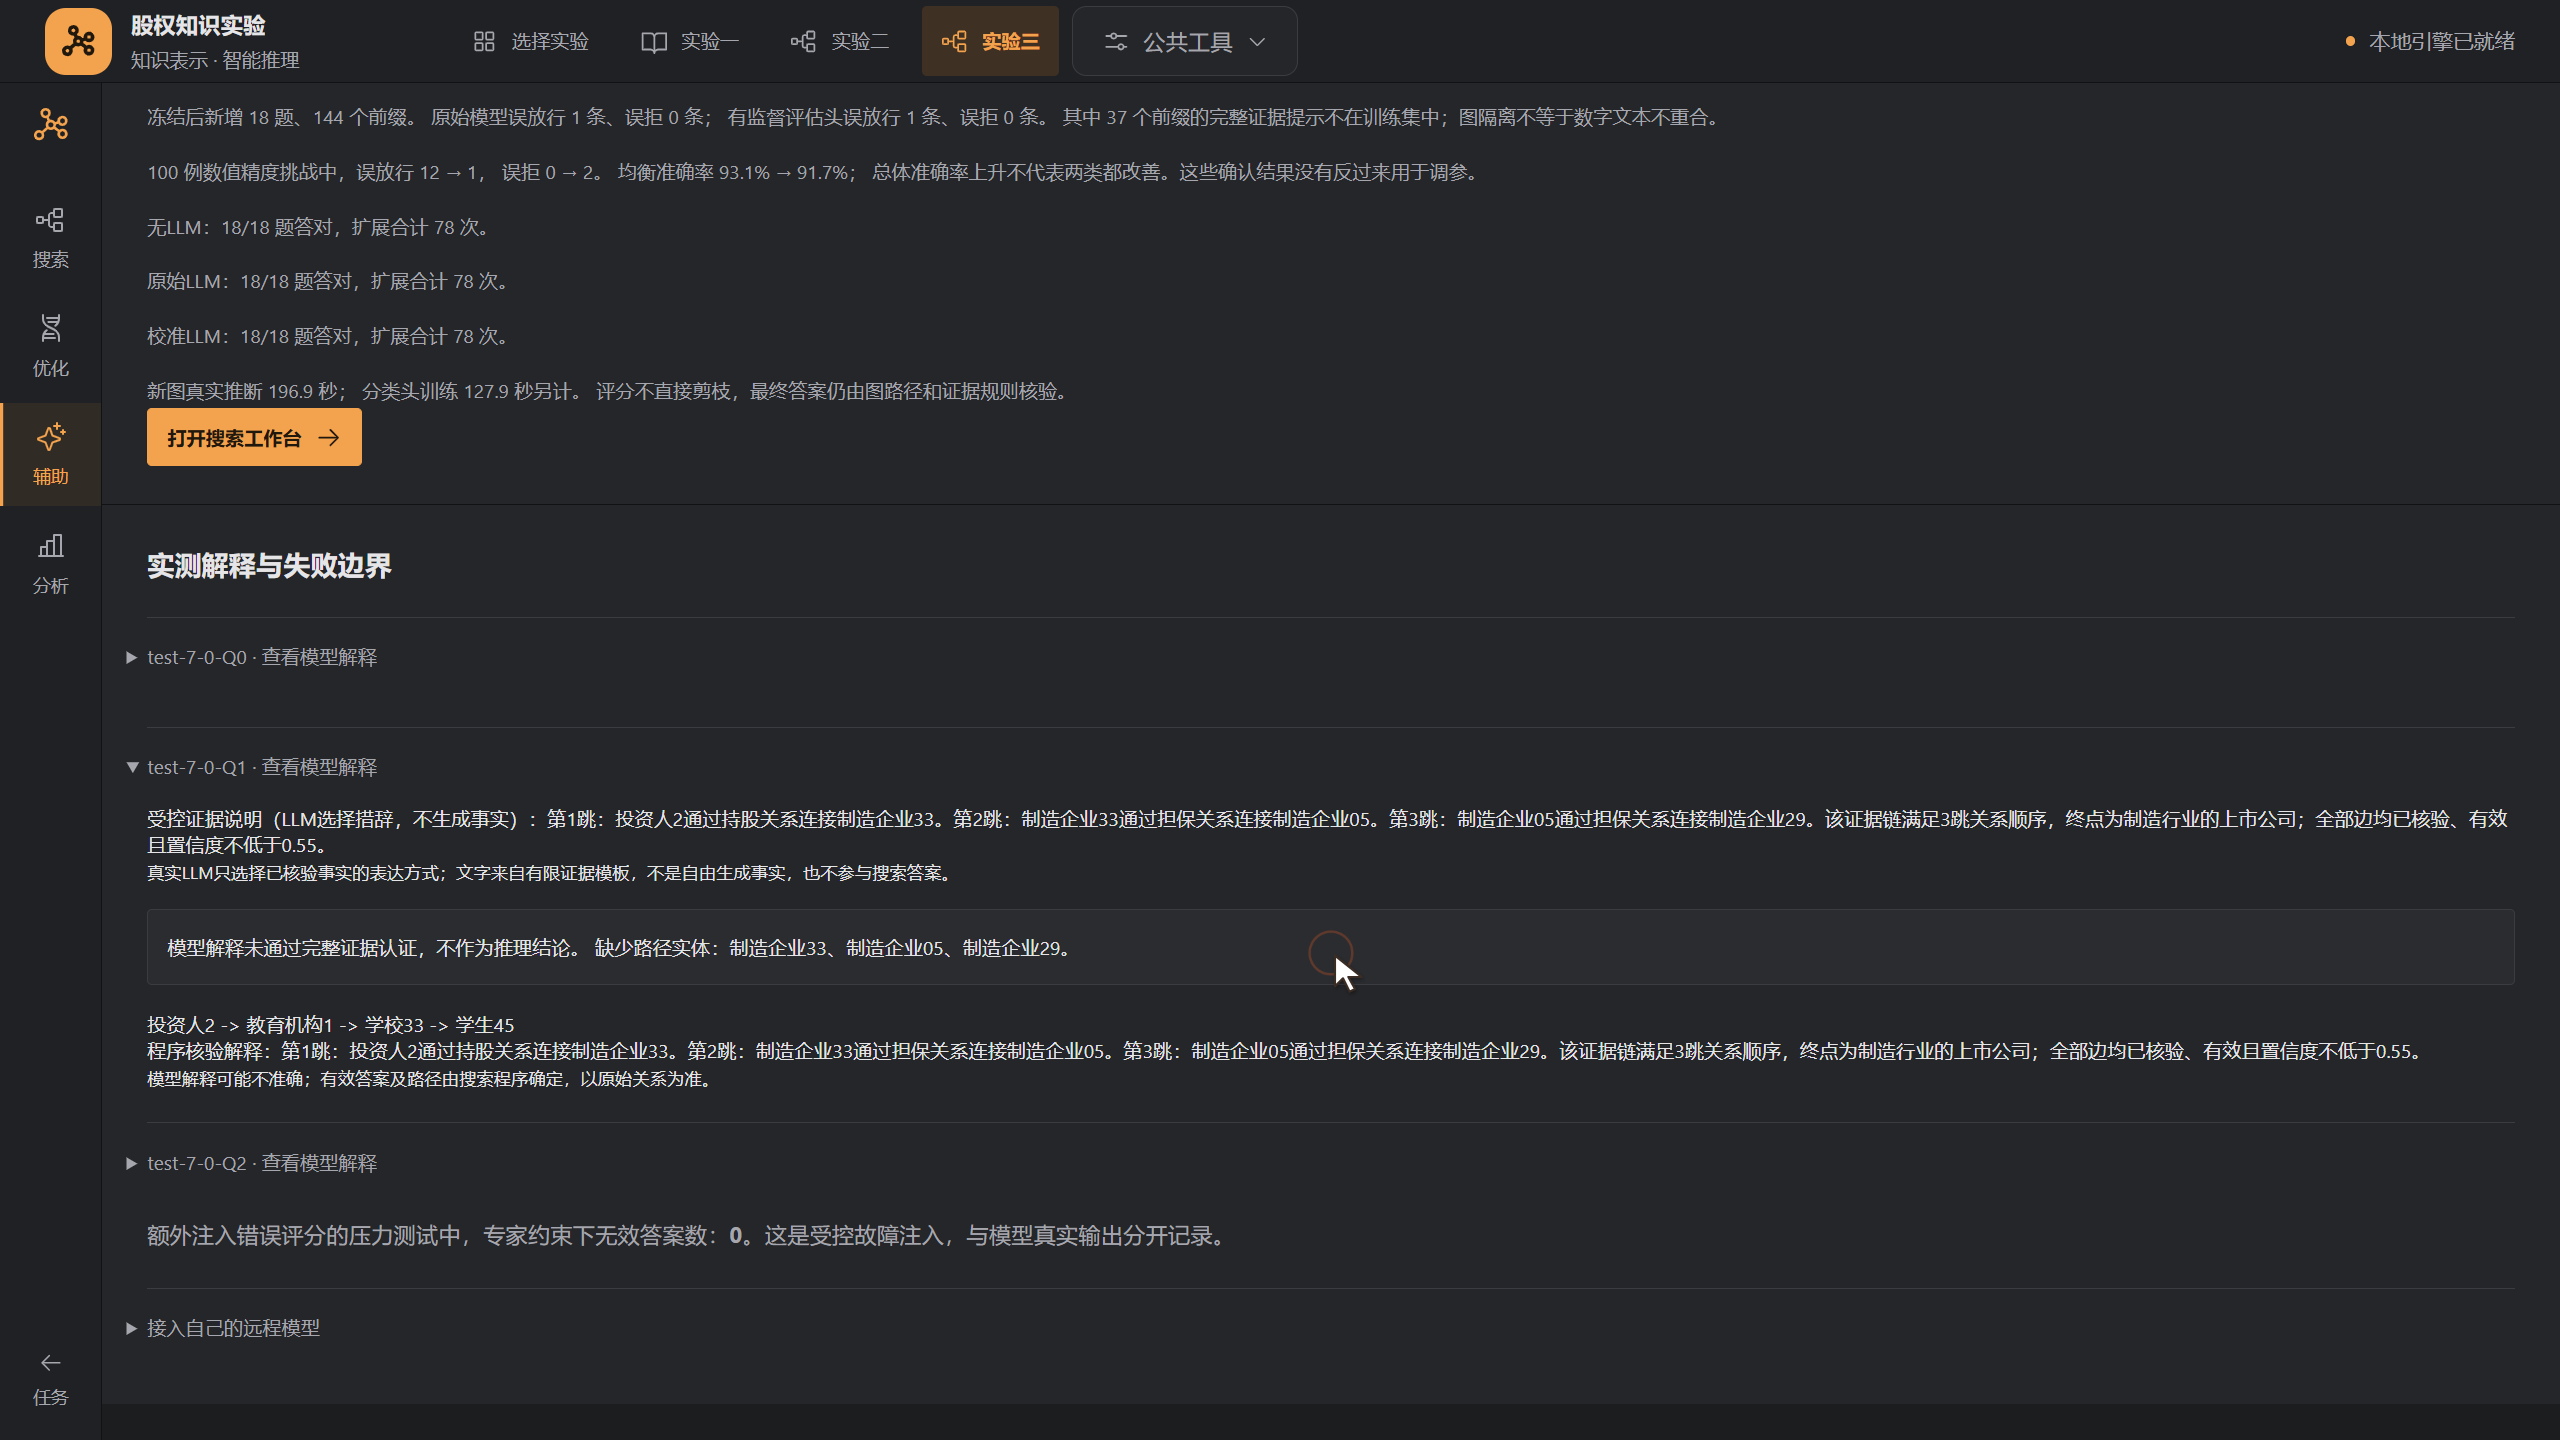 股权知识实验
知识表示 · 智能推理
选择实验
实验一
实验二
实验三
公共工具
本地引擎已就绪
搜索
优化
辅助
分析
任务
冻结后新增 18 题、144 个前缀。 原始模型误放行 1 条、误拒 0 条； 有监督评估头误放行 1 条、误拒 0 条。 其中 37 个前缀的完整证据提示不在训练集中；图隔离不等于数字文本不重合。
100 例数值精度挑战中，误放行 12 → 1， 误拒 0 → 2。 均衡准确率 93.1% → 91.7%； 总体准确率上升不代表两类都改善。这些确认结果没有反过来用于调参。
无LLM：18/18 题答对，扩展合计 78 次。
原始LLM：18/18 题答对，扩展合计 78 次。
校准LLM：18/18 题答对，扩展合计 78 次。
新图真实推断 196.9 秒； 分类头训练 127.9 秒另计。 评分不直接剪枝，最终答案仍由图路径和证据规则核验。
打开搜索工作台 →
实测解释与失败边界
▶ test-7-0-Q0 · 查看模型解释
▼ test-7-0-Q1 · 查看模型解释
受控证据说明（LLM选择措辞，不生成事实）：第1跳：投资人2通过持股关系连接制造企业33。第2跳：制造企业33通过担保关系连接制造企业05。第3跳：制造企业05通过担保关系连接制造企业29。该证据链满足3跳关系顺序，终点为制造行业的上市公司；全部边均已核验、有效
且置信度不低于0.55。
真实LLM只选择已核验事实的表达方式；文字来自有限证据模板，不是自由生成事实，也不参与搜索答案。
模型解释未通过完整证据认证，不作为推理结论。 缺少路径实体：制造企业33、制造企业05、制造企业29。
投资人2 -> 教育机构1 -> 学校33 -> 学生45
程序核验解释：第1跳：投资人2通过持股关系连接制造企业33。第2跳：制造企业33通过担保关系连接制造企业05。第3跳：制造企业05通过担保关系连接制造企业29。该证据链满足3跳关系顺序，终点为制造行业的上市公司；全部边均已核验、有效且置信度不低于0.55。
模型解释可能不准确；有效答案及路径由搜索程序确定，以原始关系为准。
▶ test-7-0-Q2 · 查看模型解释
额外注入错误评分的压力测试中，专家约束下无效答案数：0。这是受控故障注入，与模型真实输出分开记录。
▶ 接入自己的远程模型